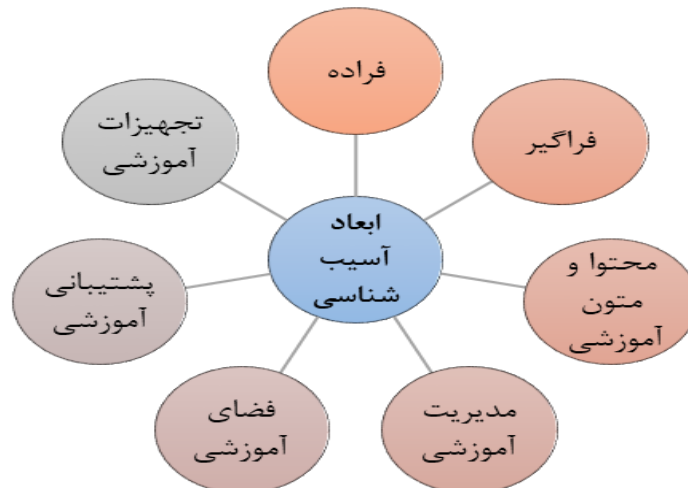 فراده
فراگیر
محتوا و
متون
آموزشی
مدیریت
آموزشی
فضای
آموزشی
پشتیبانی
آموزشی
تجهیزات
آموزشی
ابعاد
آسیب
شناسی